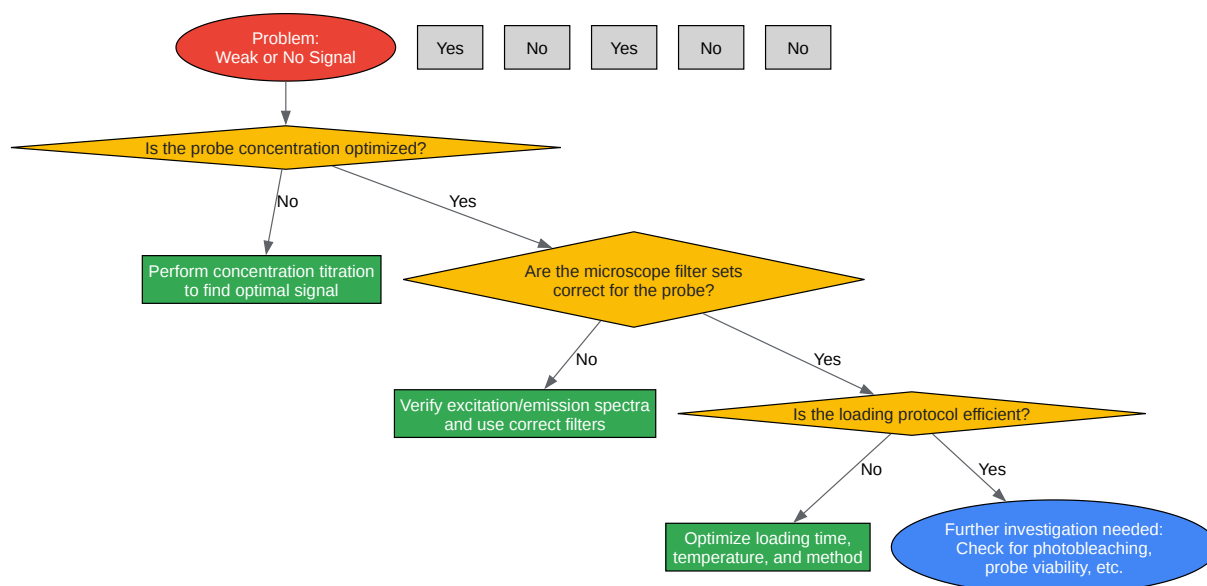 Problem:
Weak or No Signal
Yes
No
Yes
No
No
Is the probe concentration optimized?
No
Yes
Perform concentration titration
to find optimal signal
Are the microscope filter sets
correct for the probe?
No
Yes
Verify excitation/emission spectra
and use correct filters
Is the loading protocol efficient?
No
Yes
Optimize loading time,
temperature, and method
Further investigation needed:
Check for photobleaching,
probe viability, etc.